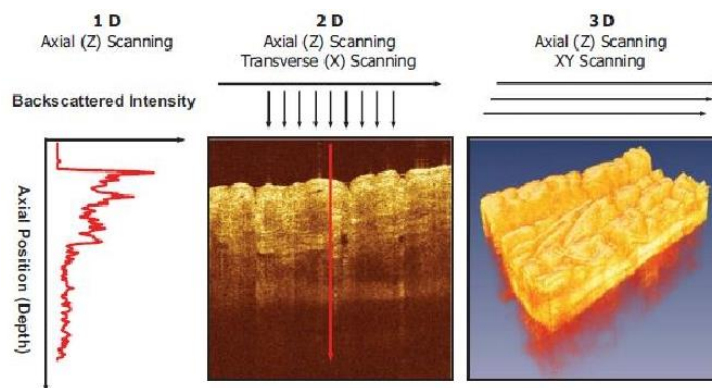 1 D
Axial (Z) Scanning
Backscattered Intensity
Axial Position (Depth)
2 D
Axial (Z) Scanning
Transverse (X) Scanning
3 D
Axial (Z) Scanning
XY Scanning